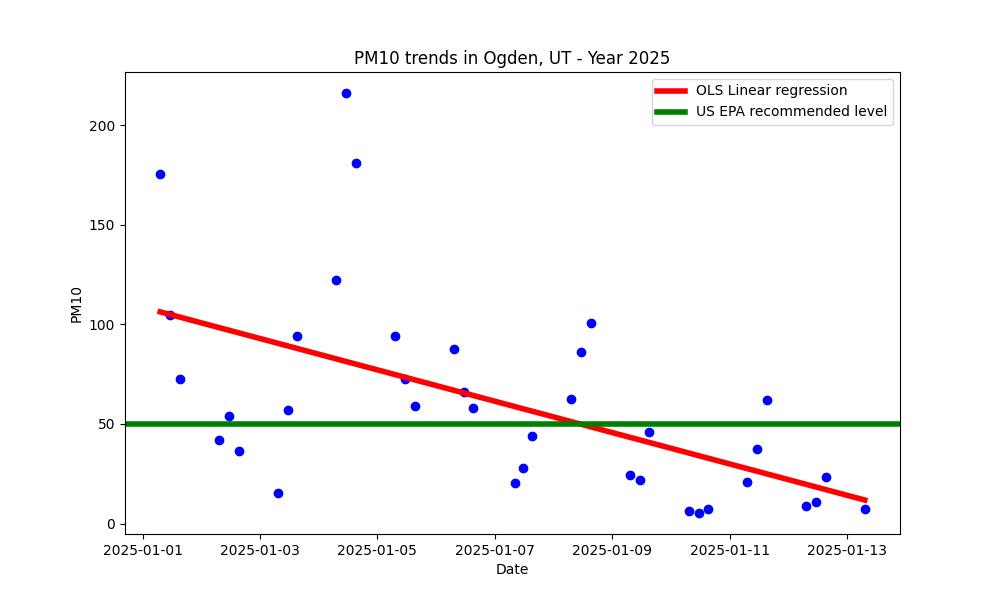 PM10 trends in Ogden, UT - Year 2025
OLS Linear regression
US EPA recommended level
200
150
100
50
0
PM10
2025-01-01 2025-01-03 2025-01-05 2025-01-07 2025-01-09 2025-01-11 2025-01-13
Date